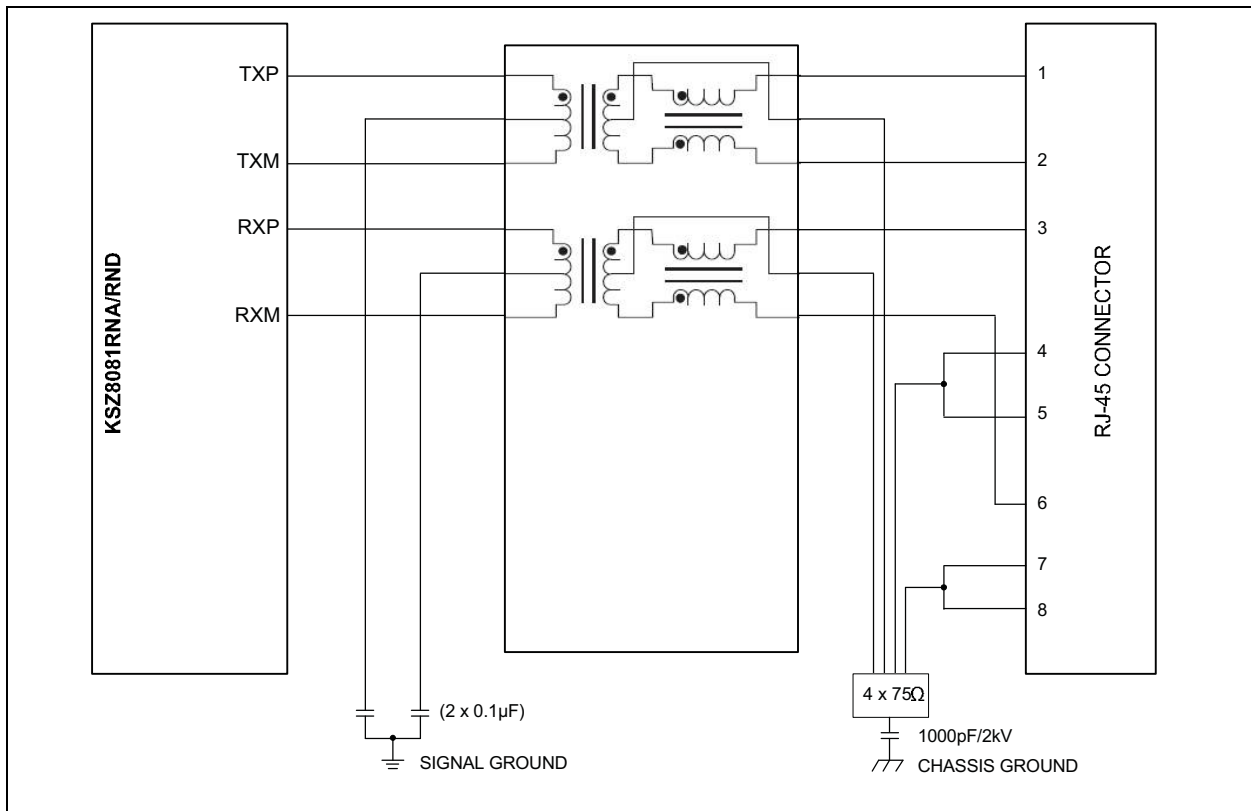 KSZ8081RNA/RND
TXP
TXM
RXP
RXM
1
2
3
4
5
6
7
8
RJ-45 CONNECTOR
(2 x 0.1µF)
SIGNAL GROUND
4 x 75Ω
1000pF/2kV
CHASSIS GROUND